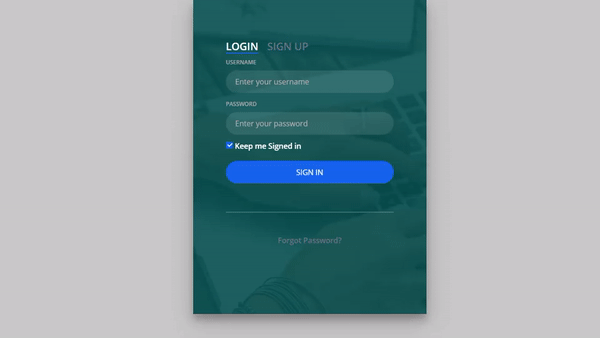 LOGIN SIGN UP
USERNAME
Enter your username
PASSWORD
Enter your password
Keep me Signed in
SIGN IN
Forgot Password?